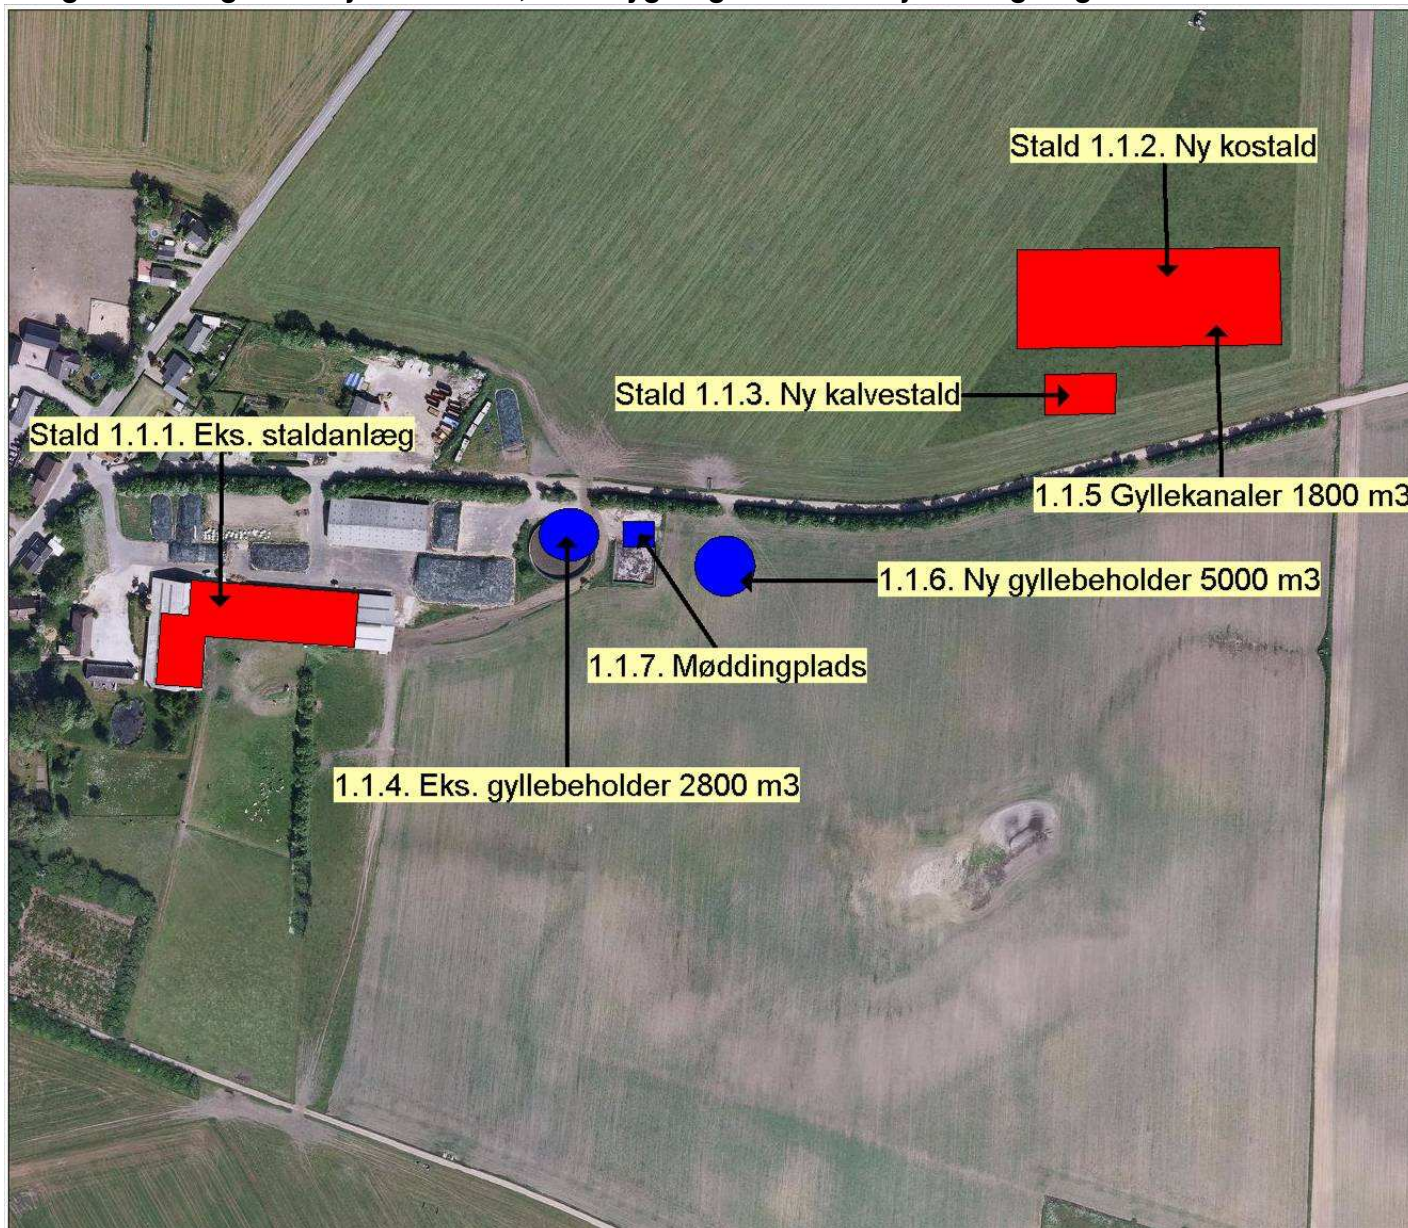 Stald 1.1.2. Ny kostald
Stald 1.1.3. Ny kalvestald
Stald 1.1.1. Eks. staldanlæg
1.1.5 Gyllekanaler 1800 m3
1.1.6. Ny gyllebeholder 5000 m3
1.1.7. Møddingplads
1.1.4. Eks. gyllebeholder 2800 m3